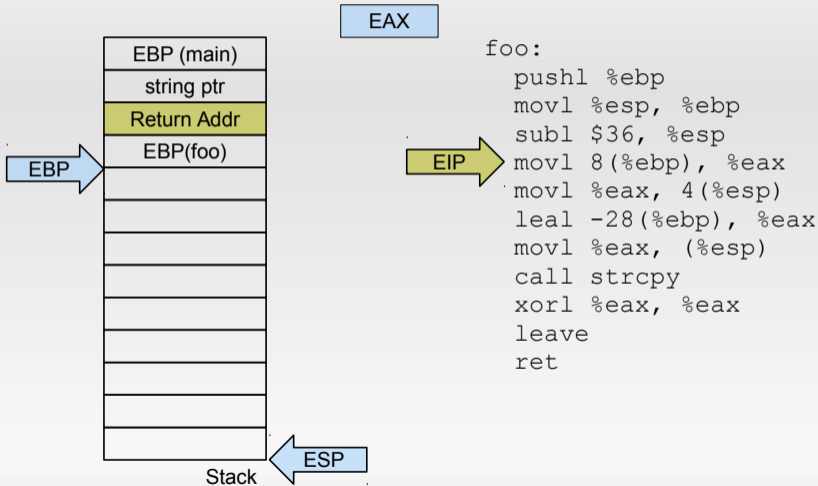 EAX
EBP (main)
string ptr
Return Addr
EBP(foo)
EBP
ESP
Stack
EIP
foo:
pushl %ebp
movl %esp, %ebp
subl $36, %esp
movl 8(%ebp), %eax
movl %eax, 4(%esp)
leal -28(%ebp), %eax
movl %eax, (%esp)
call strcpy
xorl %eax, %eax
leave
ret